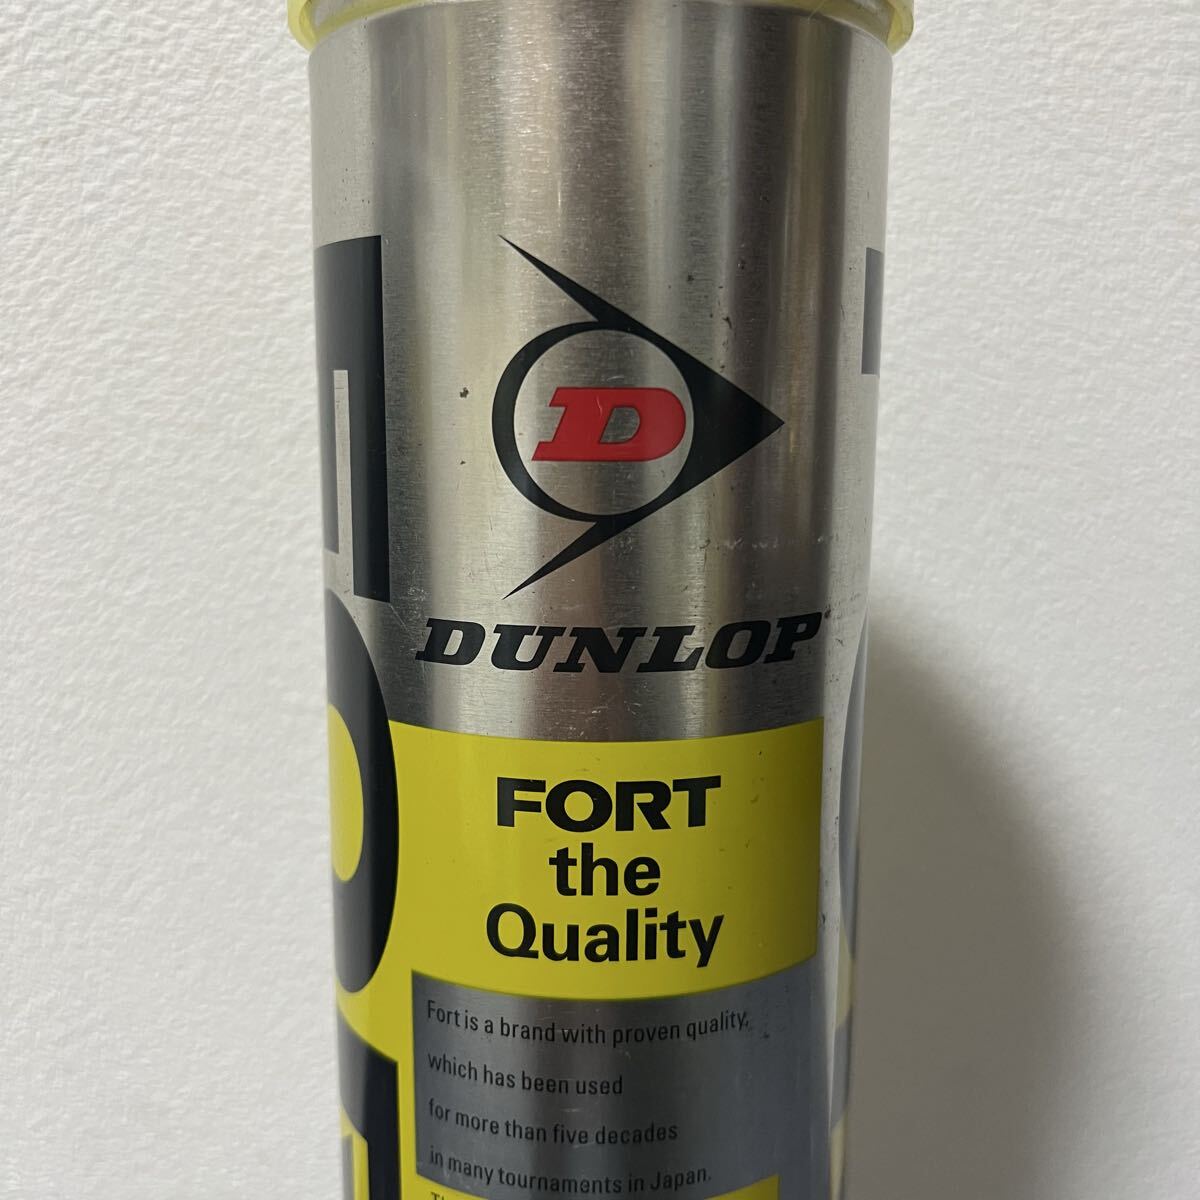 D
DUNLOP
FORT
the
Quality
Fort is a brand with proven quality,
which has been used
for more than five decades
in many tournaments in Japan.